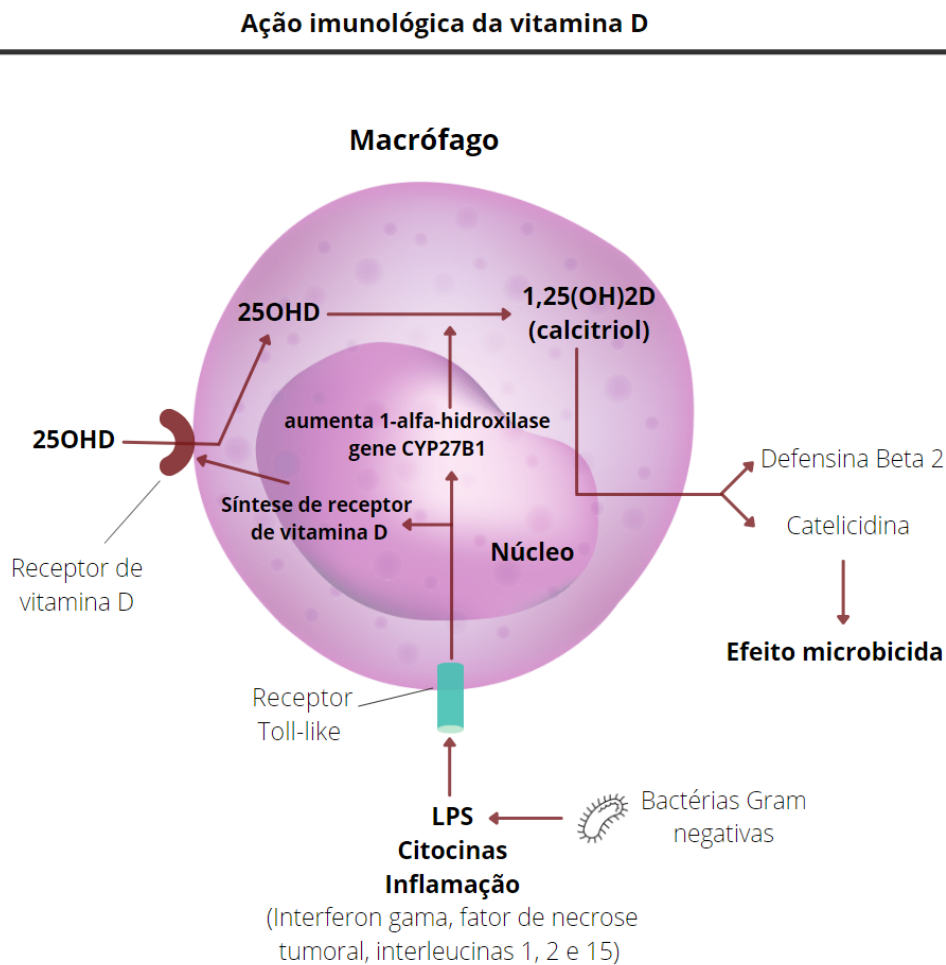 Ação imunológica da vitamina D
Macrófago
25OHD
1,25(OH)2D
(calcitriol)
aumenta 1-alfa-hidroxilase
gene CYP27B1
25OHD
Síntese de receptor
de vitamina D
Núcleo
Receptor de
vitamina D
Defensina Beta 2
Catelicidina
Efeito microbicida
Receptor
Toll-like
LPS
Citocinas
Inflamação
(Interferon gama, fator de necrose
tumoral, interleucinas 1, 2 e 15)
Bactérias Gram
negativas